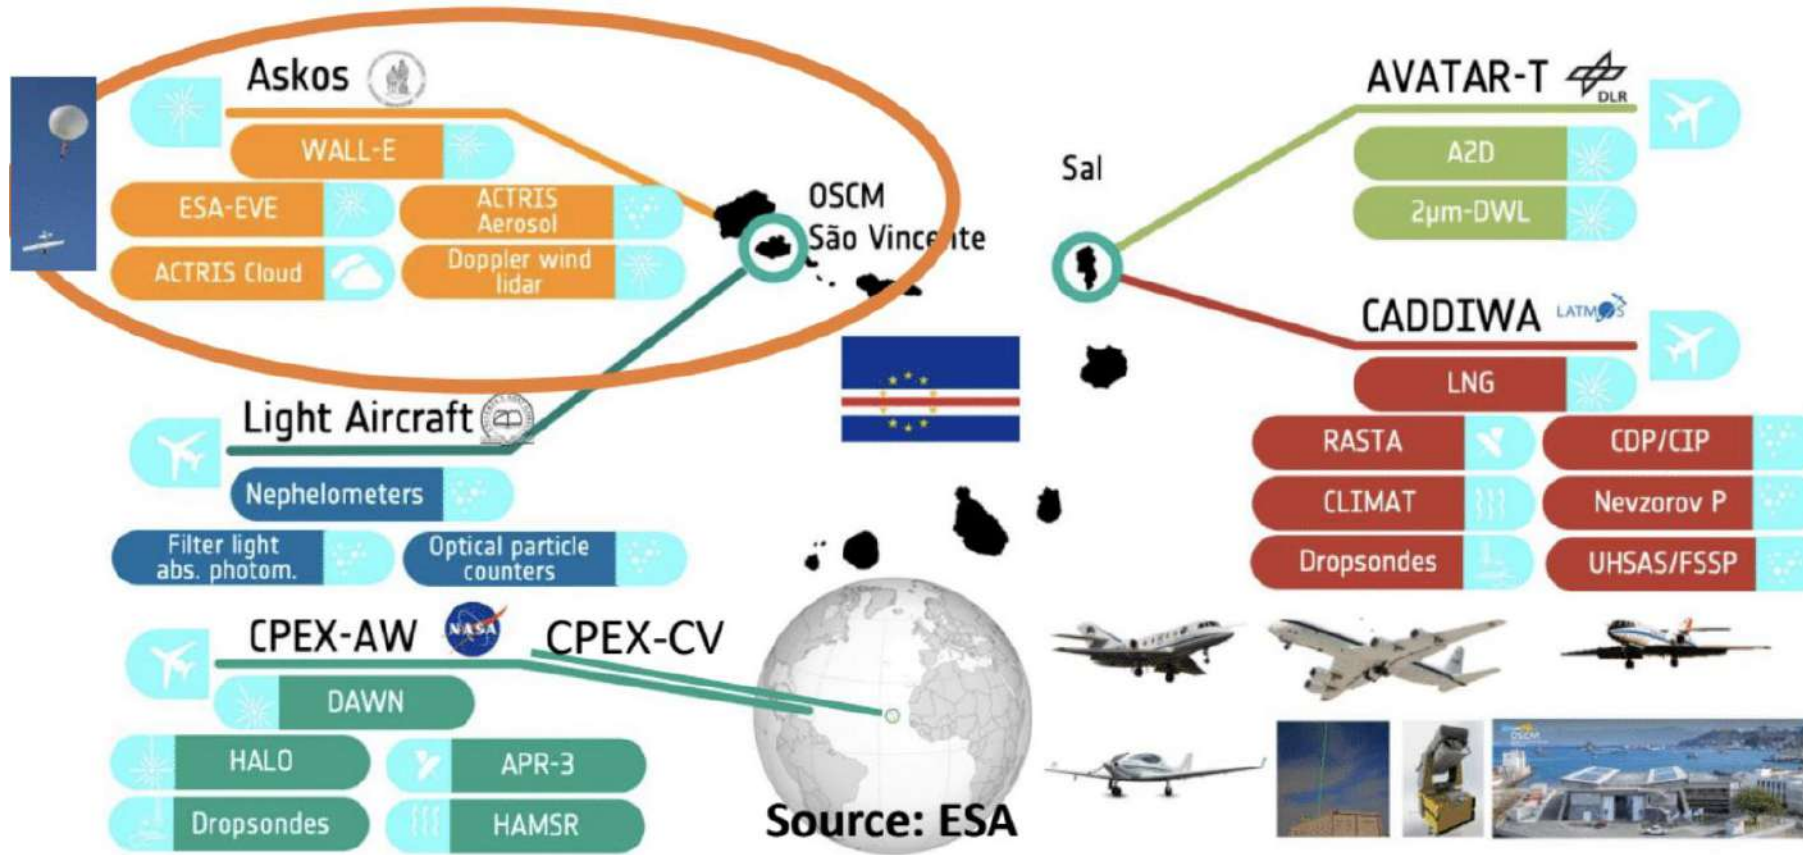 Askos
WALL-E
ESA-EVE
ACTRIS
Aerosol
ACTRIS Cloud
Doppler wind
lidar
OSCM
São Vincente
Light Aircraft
Nephelometers
Filter light
abs. photom.
Optical particle
counters
CPEX-AW
NASA
CPEX-CV
DAWN
HALO
APR-3
Dropsondes
HAMSR
Source: ESA
Sal
AVATAR-T
DLR
A2D
2µm-DWL
CADDIWA
LATMOS
LNG
RASTA
CDP/CIP
CLIMAT
Nevzorov P
Dropsondes
UHSAS/FSSP
OSCM